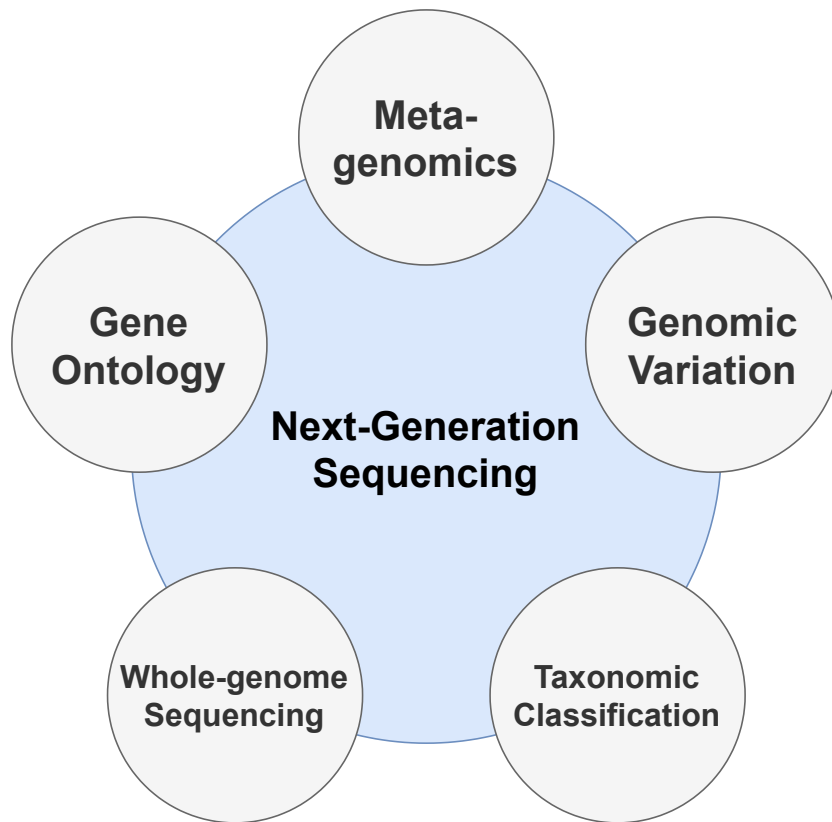 Meta-
genomics
Gene
Ontology
Genomic
Variation
Next-Generation
Sequencing
Whole-genome
Sequencing
Taxonomic
Classification